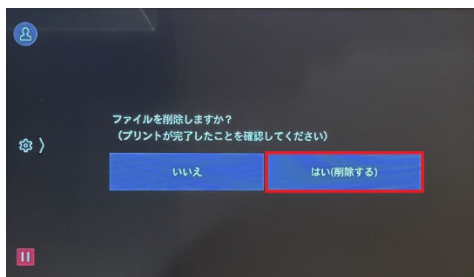 ファイルを削除しますか？
（プリントが完了したことを確認してください）
いいえ
はい(削除する)